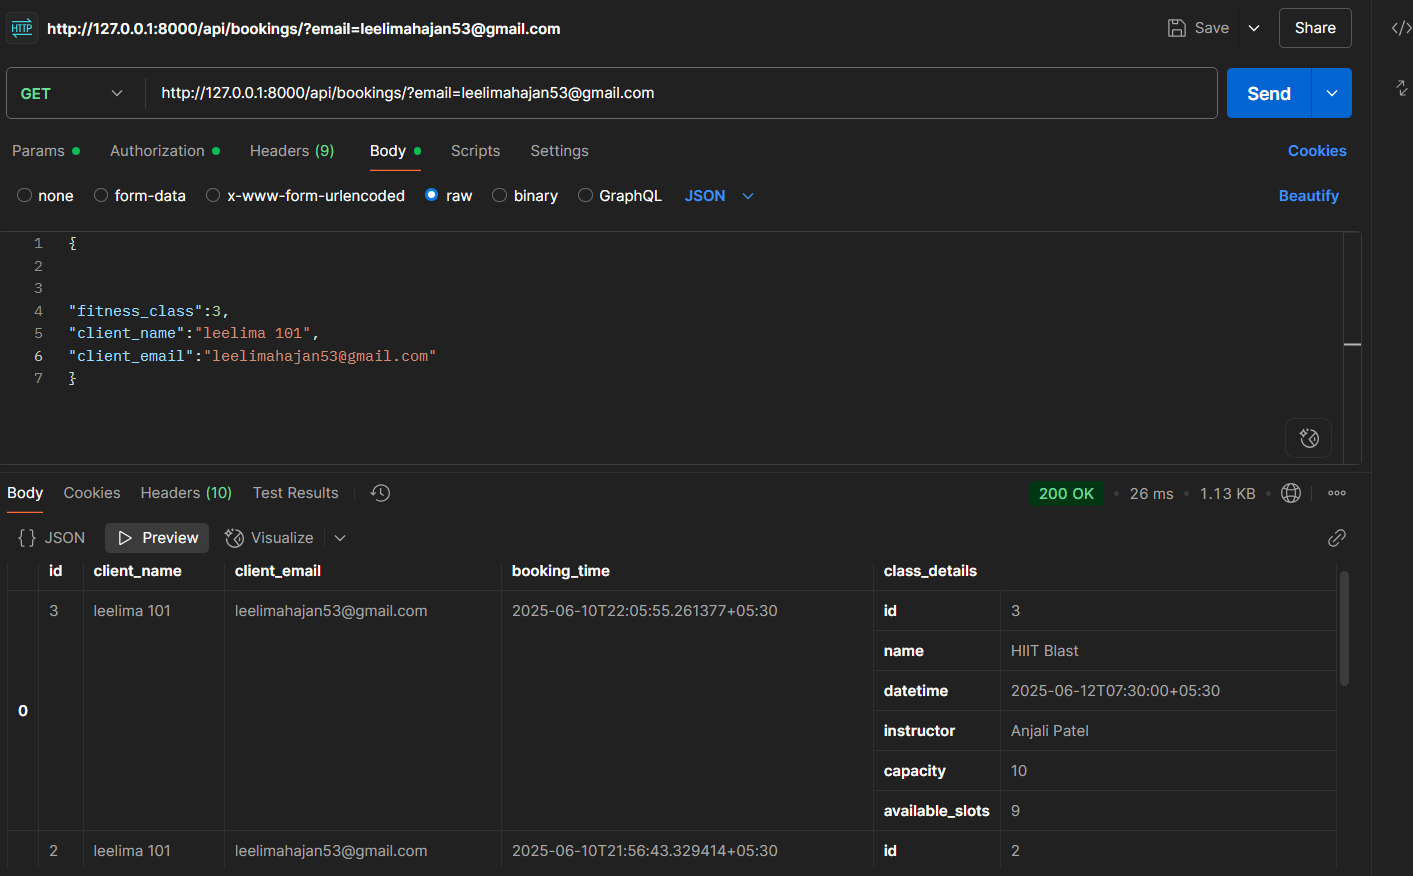 HTTP http://127.0.0.1:8000/api/bookings/?email=leelimahajan53@gmail.com Save Share
GET http://127.0.0.1:8000/api/bookings/?email=leelimahajan53@gmail.com Send
Params Authorization Headers (9) Body Scripts Settings Cookies
none form-data x-www-form-urlencoded raw binary GraphQL JSON Beautify
1 {
2
3
4 "fitness_class":3,
5 "client_name":"leelima 101",
6 "client_email":"leelimahajan53@gmail.com"
7 }
Body Cookies Headers (10) Test Results 200 OK 26 ms 1.13 KB
{} JSON Preview Visualize
id client_name client_email booking_time class_details
3 leelima 101 leelimahajan53@gmail.com 2025-06-10T22:05:55.261377+05:30 id 3
name HIIT Blast
datetime 2025-06-12T07:30:00+05:30
0
instructor Anjali Patel
capacity 10
available_slots 9
2 leelima 101 leelimahajan53@gmail.com 2025-06-10T21:56:43.329414+05:30 id 2